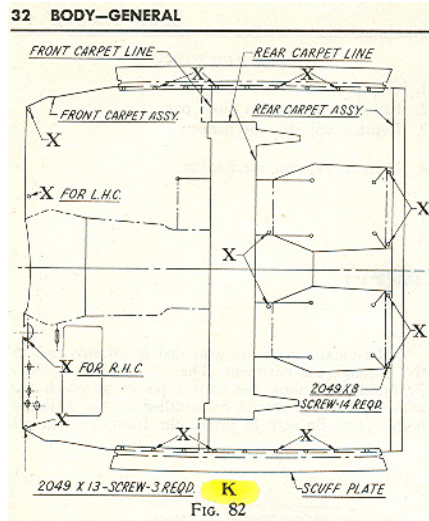 32 BODY—GENERAL
FRONT CARPET LINE
REAR CARPET LINE
X X
FRONT CARPET ASSY.
REAR CARPET ASSY.
X
X FOR L.H.C.
X
X
X
X FOR R.H.C.
2049 X 8
SCREW-14 REQD.
X
X X
2049 X 13-SCREW-3 REQD.
K
SCUFF PLATE
FIG. 82